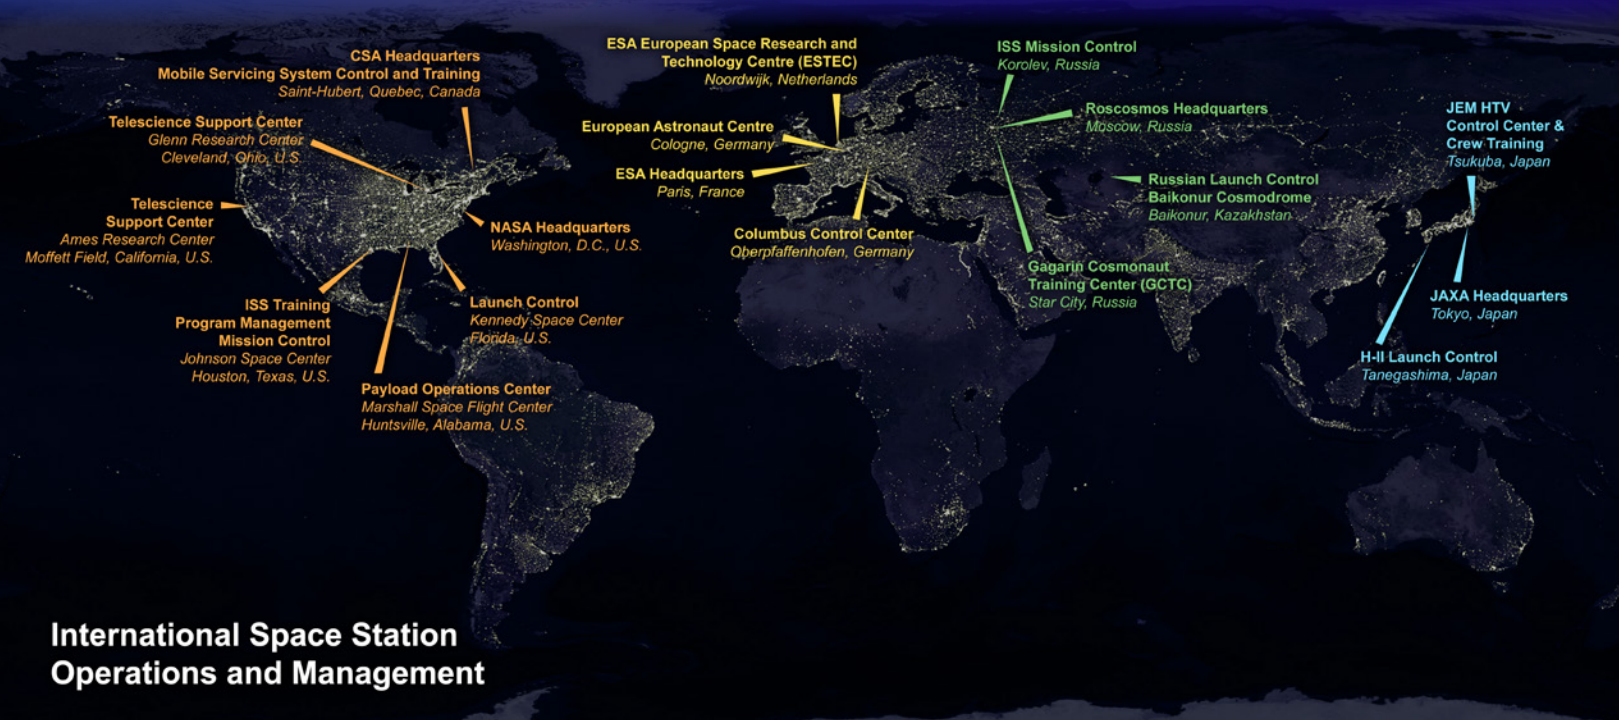 CSA Headquarters
Mobile Servicing System Control and Training
Saint-Hubert, Quebec, Canada
Telescience Support Center
Glenn Research Center
Cleveland, Ohio, U.S.
Telescience
Support Center
Ames Research Center
Moffett Field, California, U.S.
NASA Headquarters
Washington, D.C., U.S.
ISS Training
Program Management
Mission Control
Johnson Space Center
Houston, Texas, U.S.
Launch Control
Kennedy Space Center
Florida, U.S.
Payload Operations Center
Marshall Space Flight Center
Huntsville, Alabama, U.S.
ESA European Space Research and
Technology Centre (ESTEC)
Noordwijk, Netherlands
European Astronaut Centre
Cologne, Germany
ESA Headquarters
Paris, France
Columbus Control Center
Oberpfaffenhofen, Germany
ISS Mission Control
Korolev, Russia
Roscosmos Headquarters
Moscow, Russia
Russian Launch Control
Baikonur Cosmodrome
Baikonur, Kazakhstan
Gagarin Cosmonaut
Training Center (GCTC)
Star City, Russia
JEM HTV
Control Center &
Crew Training
Tsukuba, Japan
JAXA Headquarters
Tokyo, Japan
H-II Launch Control
Tanegashima, Japan
International Space Station
Operations and Management